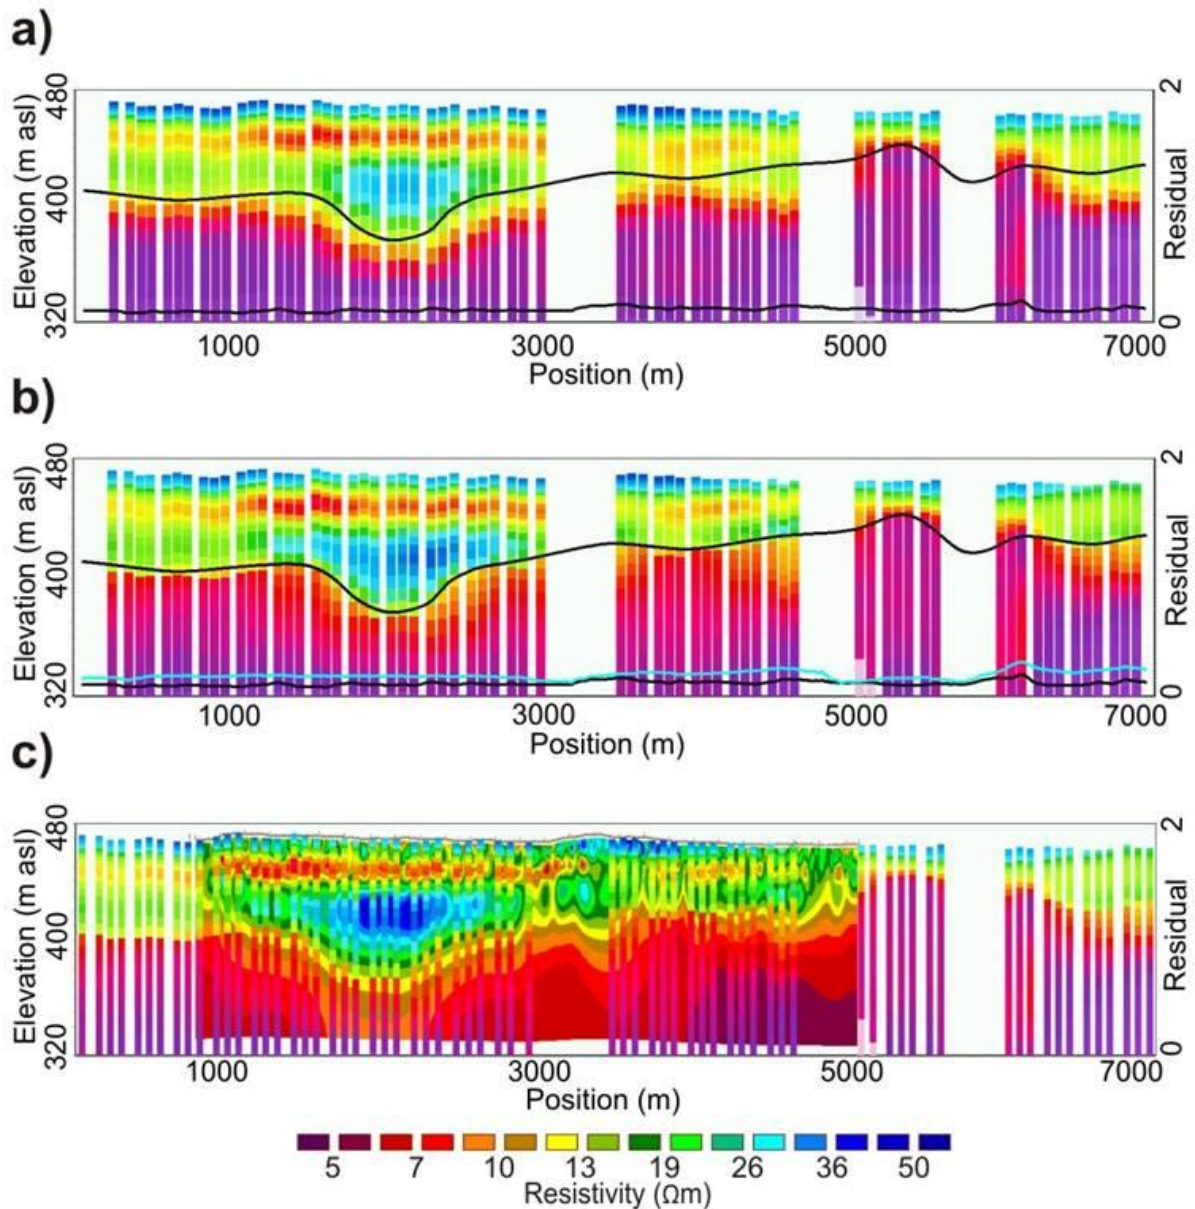 a)
480
2
Elevation (m asl)
400
Residual
320
0
1000 3000 5000 7000
Position (m)
b)
480
2
Elevation (m asl)
400
Residual
320
0
1000 3000 5000 7000
Position (m)
c)
480
2
Elevation (m asl)
400
Residual
320
0
1000 3000 5000 7000
Position (m)
5 7 10 13 19 26 36 50
Resistivity (Ωm)